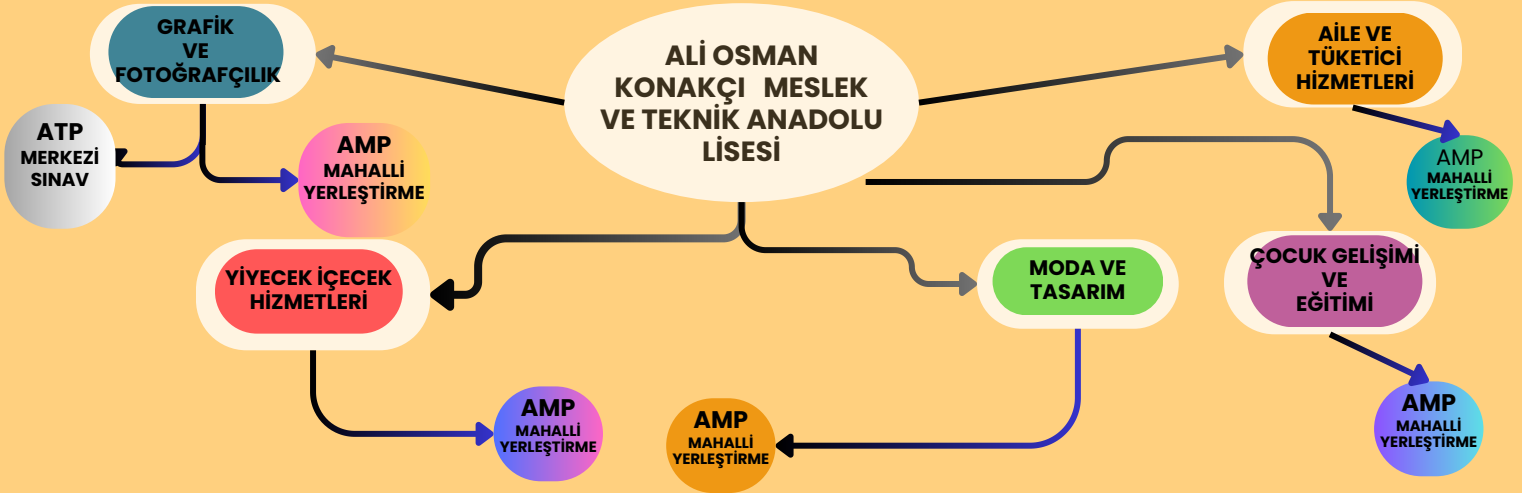 ALİ OSMAN
KONAKÇI MESLEK
VE TEKNİK ANADOLU
LİSESİ
GRAFİK
VE
FOTOĞRAFÇILIK
ATP
MERKEZİ
SINAV
AMP
MAHALLİ
YERLEŞTİRME
AİLE VE
TÜKETİCİ
HİZMETLERİ
AMP
MAHALLİ
YERLEŞTİRME
YİYECEK İÇECEK
HİZMETLERİ
AMP
MAHALLİ
YERLEŞTİRME
MODA VE
TASARIM
AMP
MAHALLİ
YERLEŞTİRME
ÇOCUK GELİŞİMİ
VE
EĞİTİMİ
AMP
MAHALLİ
YERLEŞTİRME